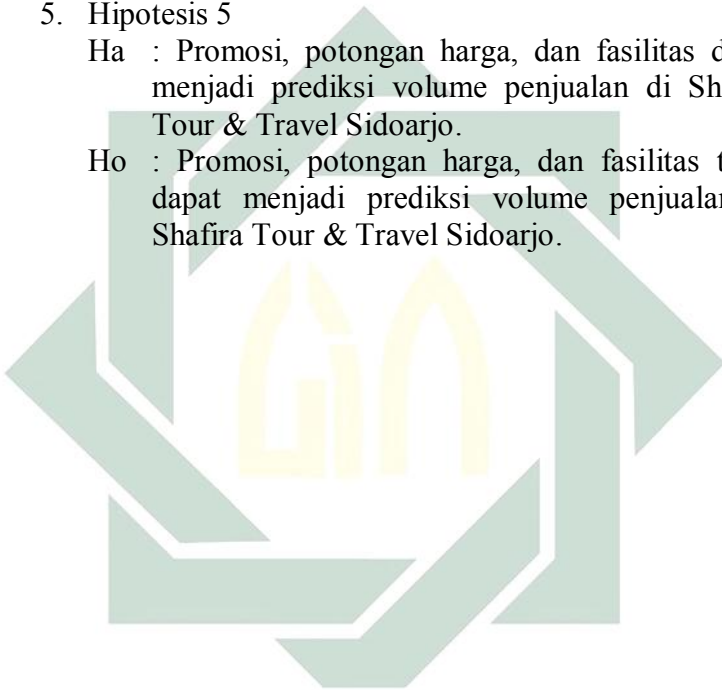 5. Hipotesis 5
Ha : Promosi, potongan harga, dan fasilitas
menjadi prediksi volume penjualan di
Tour & Travel Sidoarjo.
Ho : Promosi, potongan harga, dan fasilitas
dapat menjadi prediksi volume penjualan
Shafira Tour & Travel Sidoarjo.